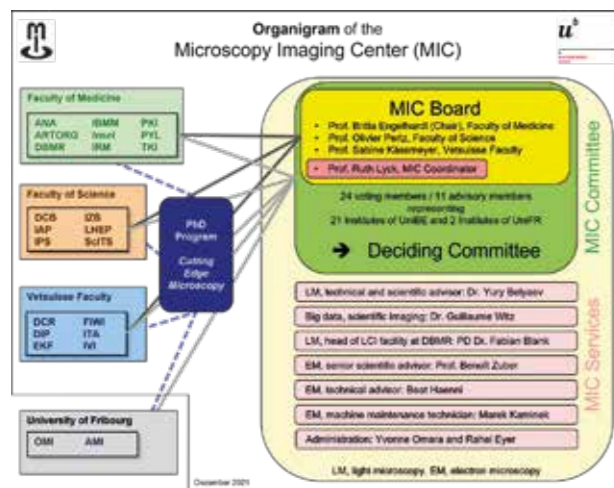 Organigram of the
Microscopy Imaging Center (MIC)
u^b
Faculty of Medicine
ANA IBMM PKI
ARTORG Insel PYL
DBMR IRM TKI
Faculty of Science
DCB IZB
IAP LHEP
IPS ScITS
Vetsuisse Faculty
DCR FIWI
DIP ITA
EKF IVI
University of Fribourg
OMI AMI
PhD
Program
Cutting
Edge
Microscopy
MIC Board
• Prof. Britta Engelhardt (Chair), Faculty of Medicine
• Prof. Olivier Pertz, Faculty of Science
• Prof. Sabine Kässmeyer, Vetsuisse Faculty
• Prof. Ruth Lyck, MIC Coordinator
24 voting members / 11 advisory members
representing
21 Institutes of UniBE and 2 Institutes of UniFR
➔ Deciding Committee
MIC Committee
LM, technical and scientific advisor: Dr. Yury Belyaev
Big data, scientific imaging: Dr. Guillaume Witz
LM, head of LCI facility at DBMR: PD Dr. Fabian Blank
EM, senior scientific advisor: Prof. Benoît Zuber
EM, technical advisor: Beat Haenni
EM, machine maintenance technician: Marek Kaminek
Administration: Yvonne Omara and Rahel Eyer
MIC Services
LM, light microscopy. EM, electron microscopy
December 2021